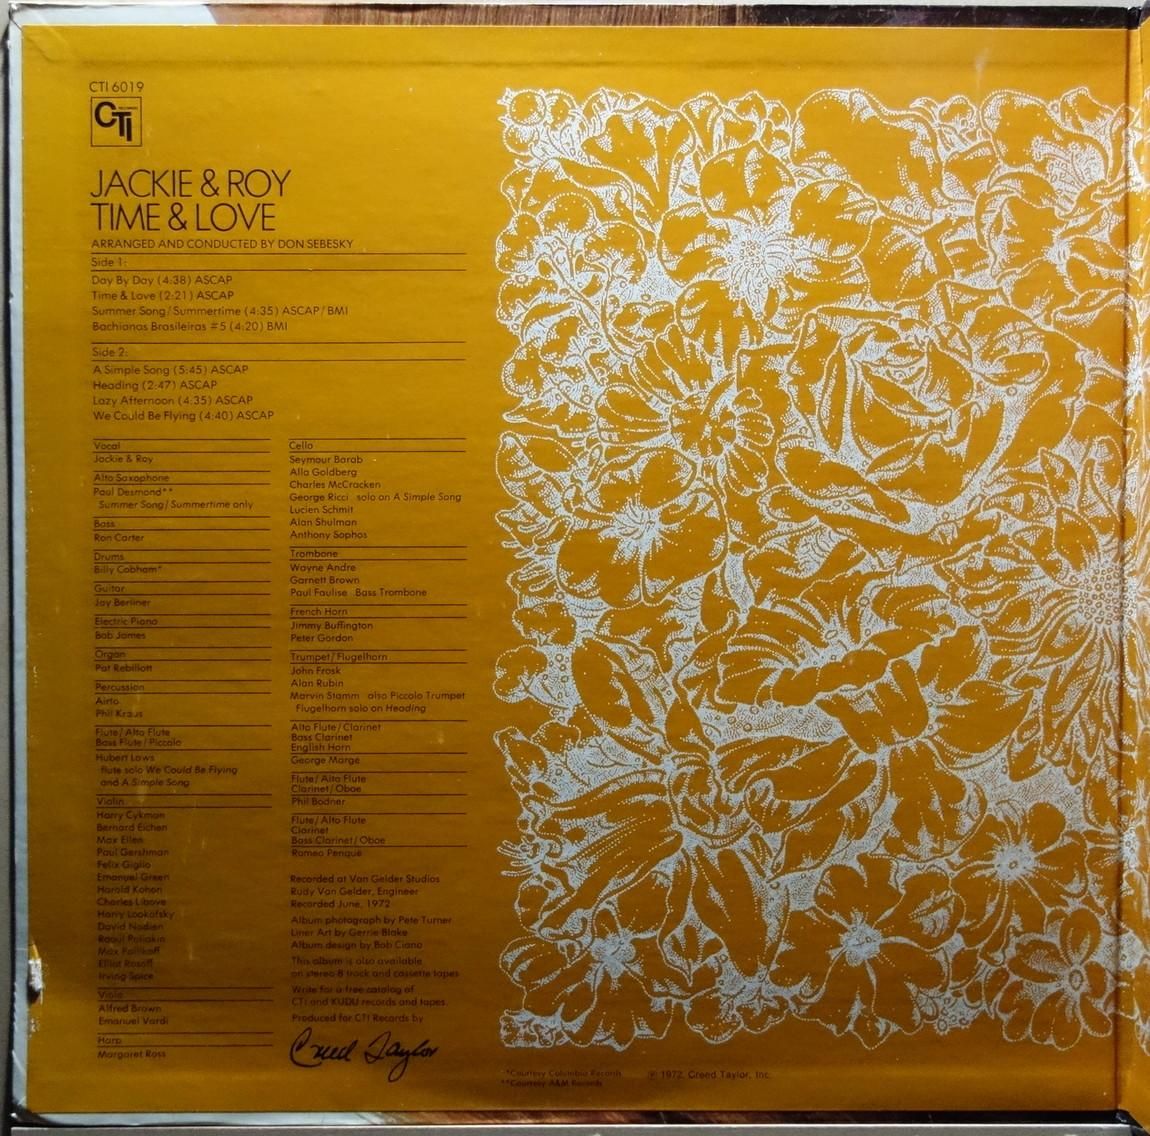 CTI 6019
CTI
JACKIE & ROY
TIME & LOVE
ARRANGED AND CONDUCTED BY DON SEBESKY
Side 1:
Day By Day (4:38) ASCAP
Time & Love (2:21) ASCAP
Summer Song/Summertime (4:35) ASCAP/BMI
Bachianas Brasileiras #5 (4:20) BMI
Side 2:
A Simple Song (5:45) ASCAP
Heading (2:47) ASCAP
Lazy Afternoon (4:35) ASCAP
We Could Be Flying (4:40) ASCAP
Vocal
Jackie & Roy
Alto Saxophone
Paul Desmond**
Summer Song/Summertime only
Bass
Ron Carter
Drums
Billy Cobham*
Guitar
Jay Berliner
Electric Piano
Bob James
Organ
Pat Rebillott
Percussion
Airto
Phil Kraus
Flute/Alto Flute
Bass Flute/Piccolo
Hubert Laws
flute solo We Could Be Flying
and A Simple Song
Violin
Harry Cykman
Bernard Eichen
Max Ellen
Paul Gershman
Felix Giglio
Emanuel Green
Harold Kohon
Charles Libove
Harry Lookofsky
David Nadien
Raoul Poliakin
Max Pollikoff
Elliot Rosoff
Irving Spice
Viola
Alfred Brown
Emanuel Vardi
Harp
Margaret Ross
Cello
Seymour Barab
Alla Goldberg
Charles McCracken
George Ricci solo on A Simple Song
Lucien Schmit
Alan Shulman
Anthony Sophos
Trombone
Wayne Andre
Garnett Brown
Paul Faulise Bass Trombone
French Horn
Jimmy Buffington
Peter Gordon
Trumpet/Flugelhorn
John Frosk
Alan Rubin
Marvin Stamm also Piccolo Trumpet
Flugelhorn solo on Heading
Alto Flute/Clarinet
Bass Clarinet
English Horn
George Marge
Flute/Alto Flute
Clarinet/Oboe
Phil Bodner
Flute/Alto Flute
Clarinet
Bass Clarinet/Oboe
Romeo Penque
Recorded at Van Gelder Studios
Rudy Van Gelder, Engineer
Recorded June, 1972
Album photograph by Pete Turner
Liner Art by Gerrie Blake
Album design by Bob Ciano
This album is also available
on stereo 8 track and cassette tapes
Write for a free catalog of
CTI and KUDU records and tapes.
Produced for CTI Records by
Creed Taylor
*Courtesy Columbia Records
**Courtesy A&M Records
℗ 1972, Creed Taylor, Inc.